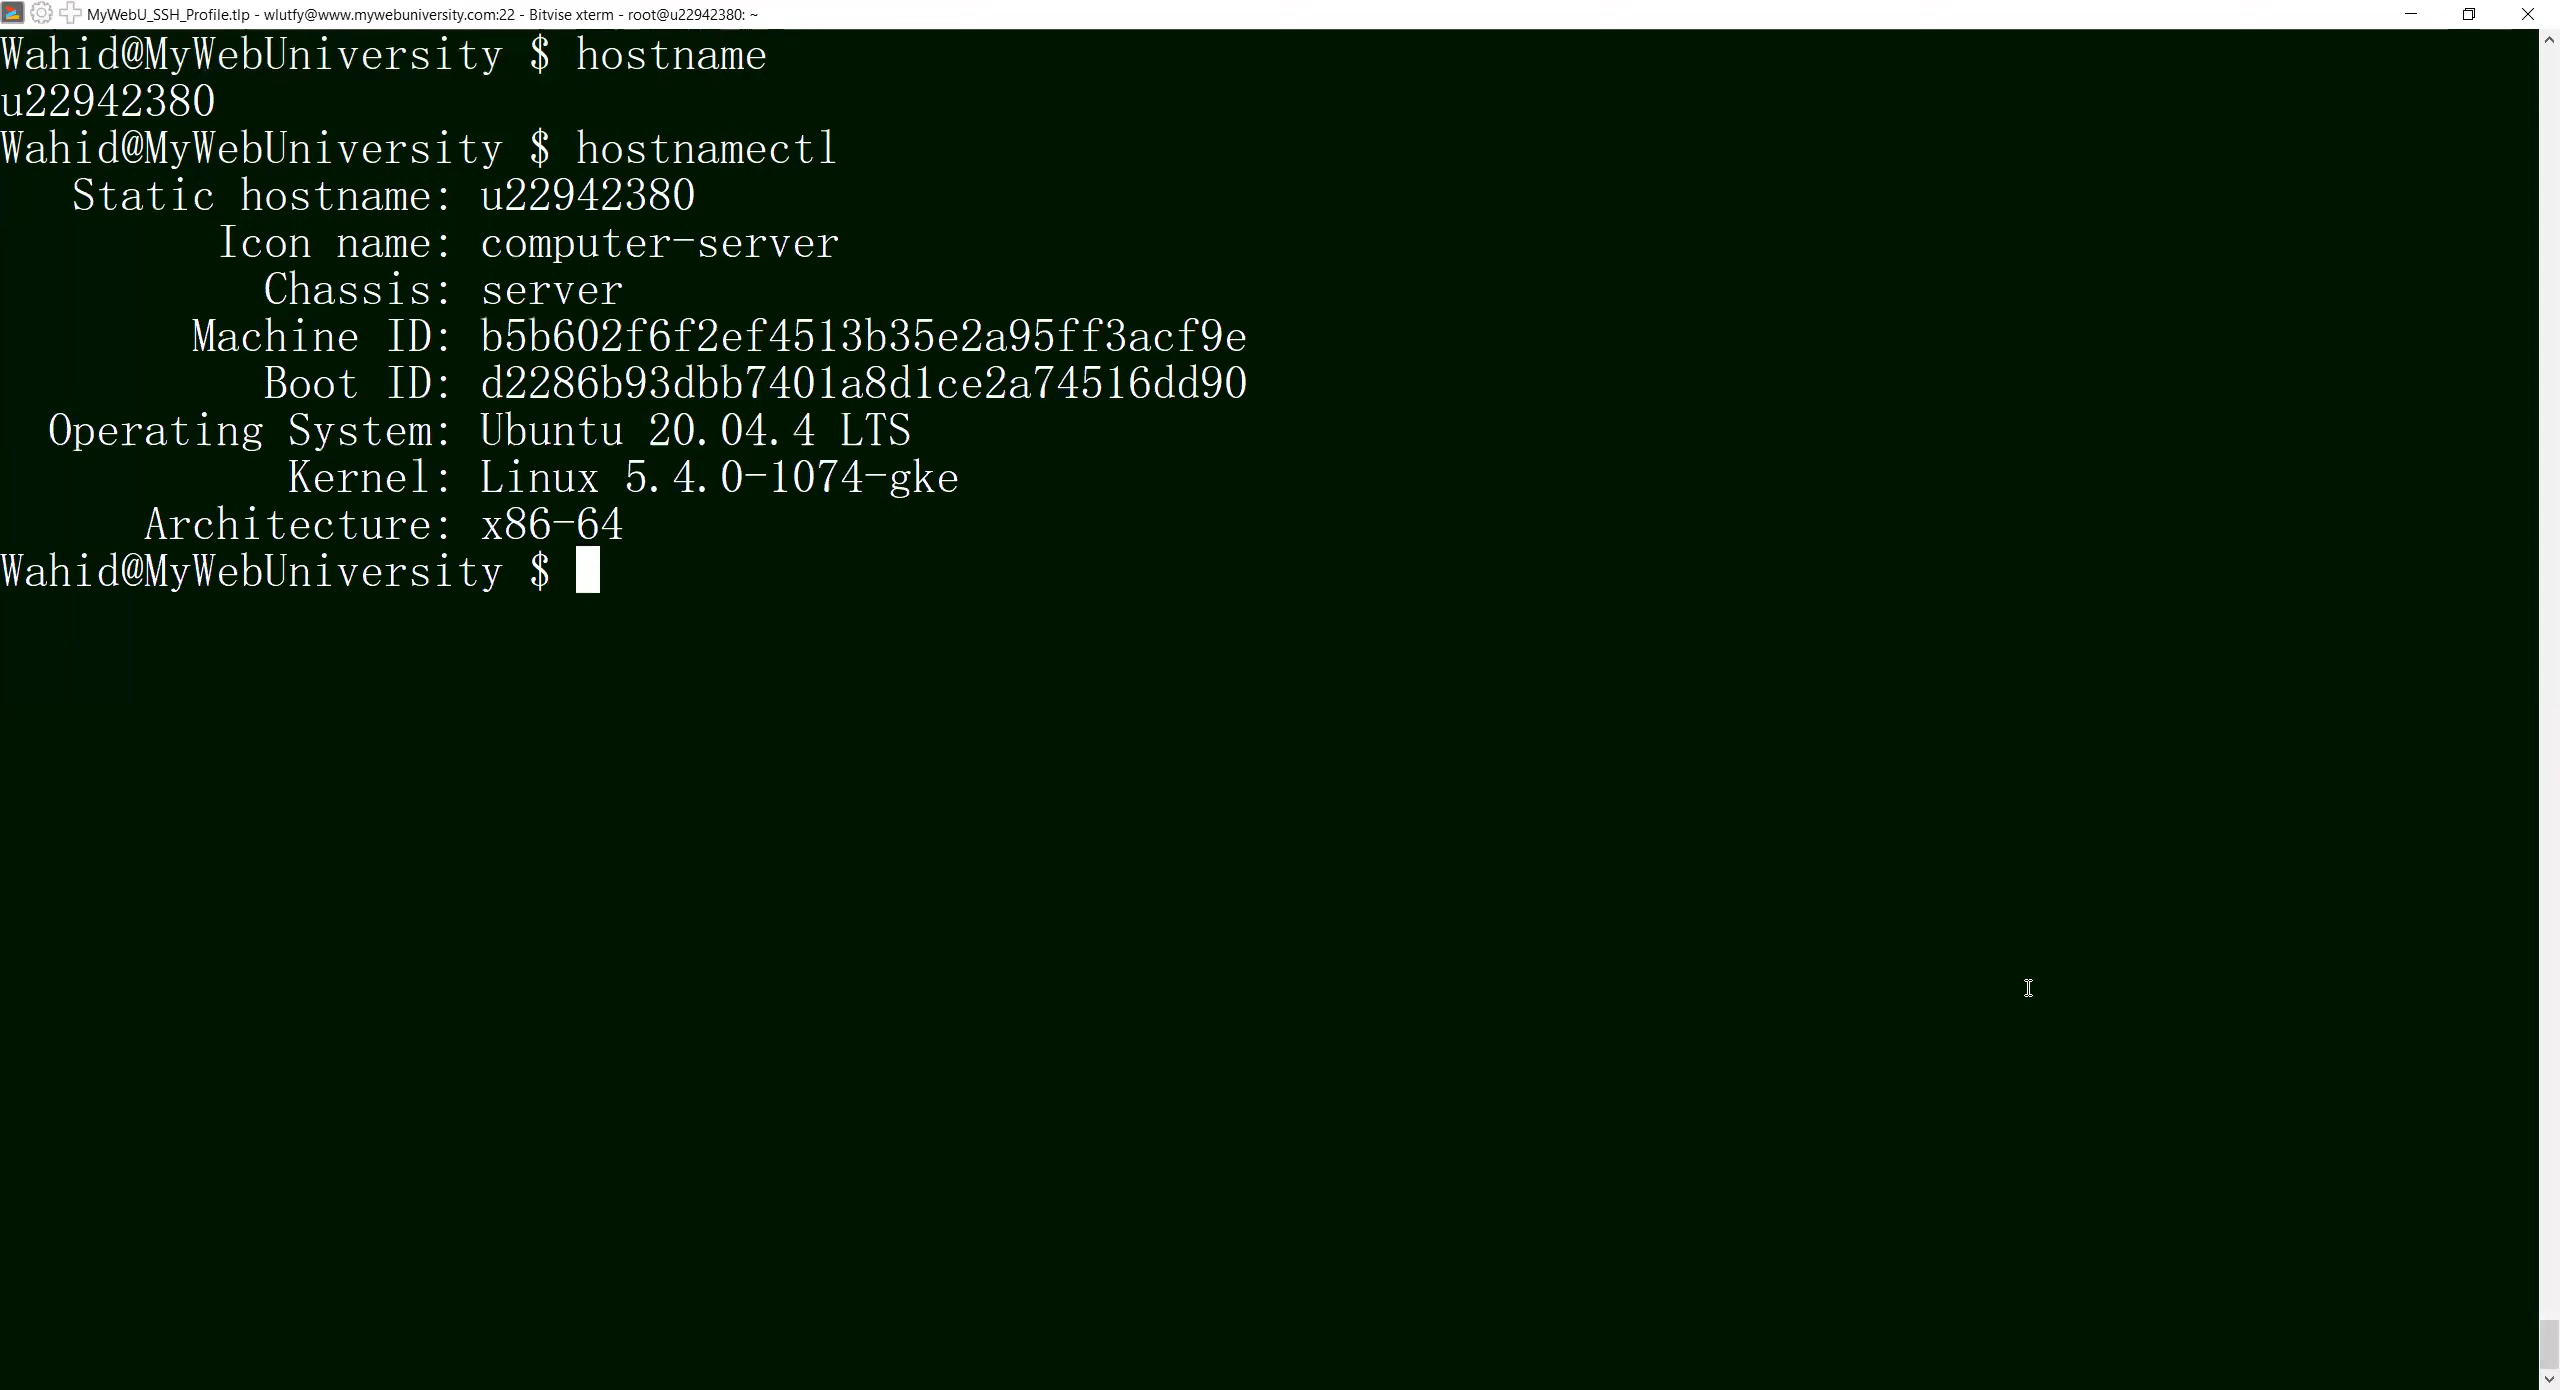 MyWebU_SSH_Profile.tlp - wlutfy@www.mywebuniversity.com:22 - Bitvise xterm - root@u22942380: ~
Wahid@MyWebUniversity $ hostname
u22942380
Wahid@MyWebUniversity $ hostnamectl
Static hostname: u22942380
Icon name: computer-server
Chassis: server
Machine ID: b5b602f6f2ef4513b35e2a95ff3acf9e
Boot ID: d2286b93dbb7401a8d1ce2a74516dd90
Operating System: Ubuntu 20.04.4 LTS
Kernel: Linux 5.4.0-1074-gke
Architecture: x86-64
Wahid@MyWebUniversity $